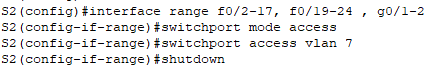 S2(config)#interface range f0/2-17, f0/19-24 , g0/1-2
S2(config-if-range)#switchport mode access
S2(config-if-range)#switchport access vlan 7
S2(config-if-range)#shutdown